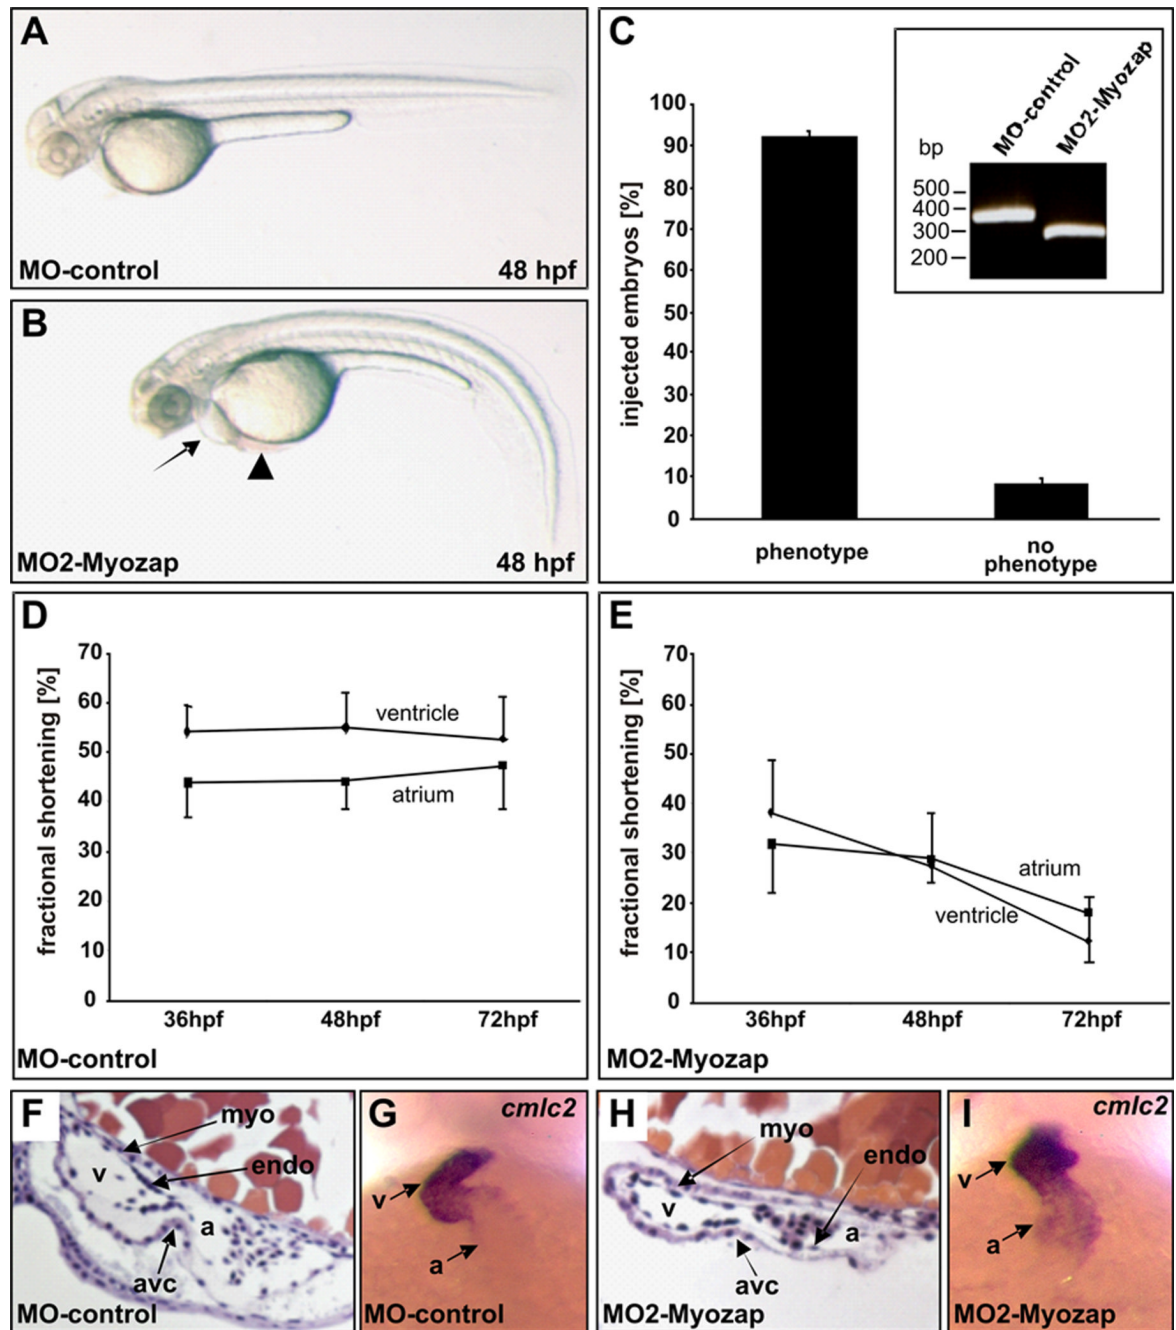 A
MO-control 48 hpf
B
MO2-Myozap 48 hpf
C
injected embryos [%]
100
90
80
70
60
50
40
30
20
10
0
phenotype
no
phenotype
MO-control
MO2-Myozap
bp
500
400
300
200
D
fractional shortening [%]
70
60
50
40
30
20
10
0
ventricle
atrium
36hpf 48hpf 72hpf
MO-control
E
fractional shortening [%]
70
60
50
40
30
20
10
0
atrium
ventricle
36hpf 48hpf 72hpf
MO2-Myozap
F
myo
endo
v
a
avc
MO-control
G
cmlc2
v
a
MO-control
H
myo
endo
v
a
avc
MO2-Myozap
I
cmlc2
v
a
MO2-Myozap